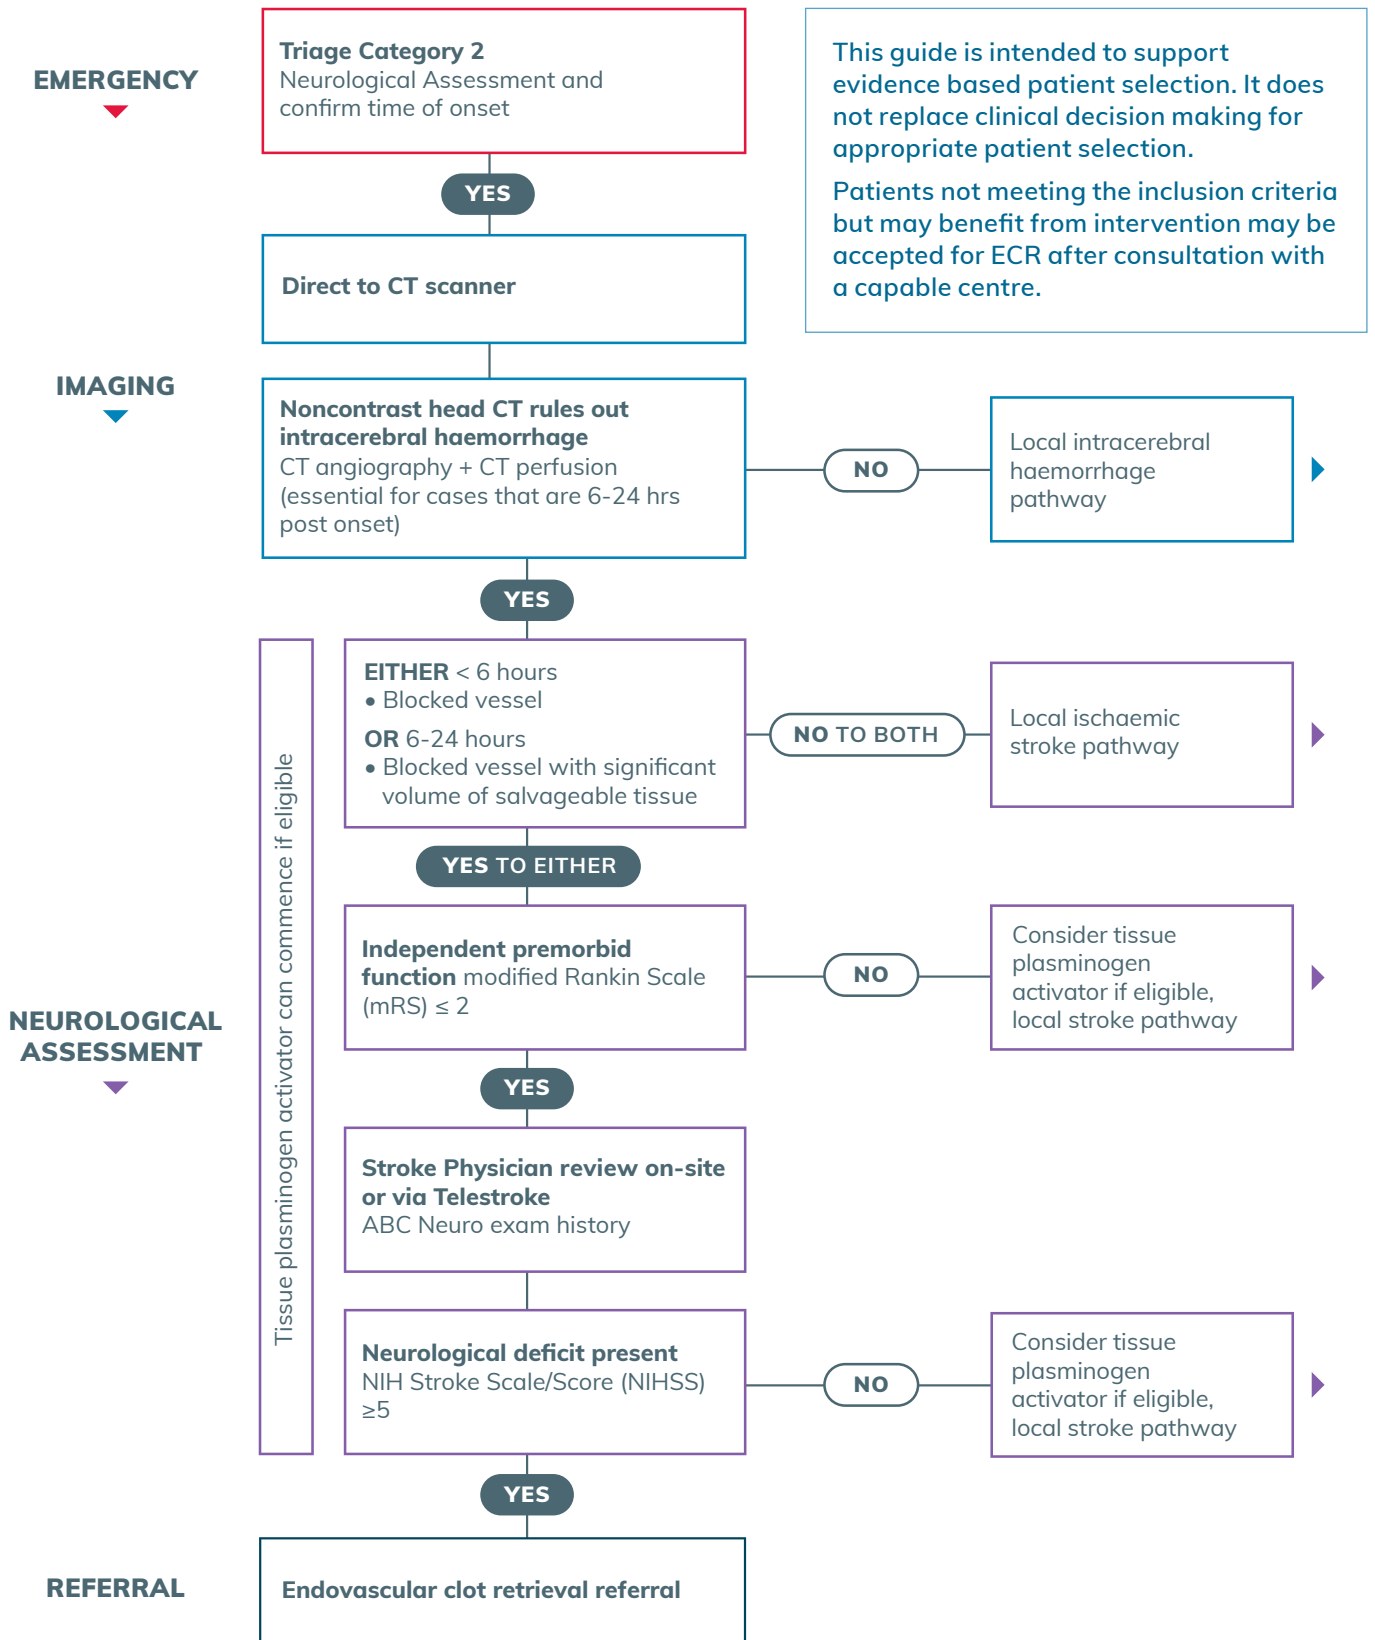 EMERGENCY
Triage Category 2
Neurological Assessment and
confirm time of onset
This guide is intended to support
evidence based patient selection. It does
not replace clinical decision making for
appropriate patient selection.
Patients not meeting the inclusion criteria
but may benefit from intervention may be
accepted for ECR after consultation with
a capable centre.
YES
Direct to CT scanner
IMAGING
Noncontrast head CT rules out
intracerebral haemorrhage
CT angiography + CT perfusion
(essential for cases that are 6-24 hrs
post onset)
NO
Local intracerebral
haemorrhage
pathway
YES
Tissue plasminogen activator can commence if eligible
EITHER < 6 hours
• Blocked vessel
OR 6-24 hours
• Blocked vessel with significant
volume of salvageable tissue
NO TO BOTH
Local ischaemic
stroke pathway
YES TO EITHER
NEUROLOGICAL
ASSESSMENT
Independent premorbid
function modified Rankin Scale
(mRS) ≤ 2
NO
Consider tissue
plasminogen
activator if eligible,
local stroke pathway
YES
Stroke Physician review on-site
or via Telestroke
ABC Neuro exam history
Neurological deficit present
NIH Stroke Scale/Score (NIHSS)
≥5
NO
Consider tissue
plasminogen
activator if eligible,
local stroke pathway
YES
REFERRAL
Endovascular clot retrieval referral